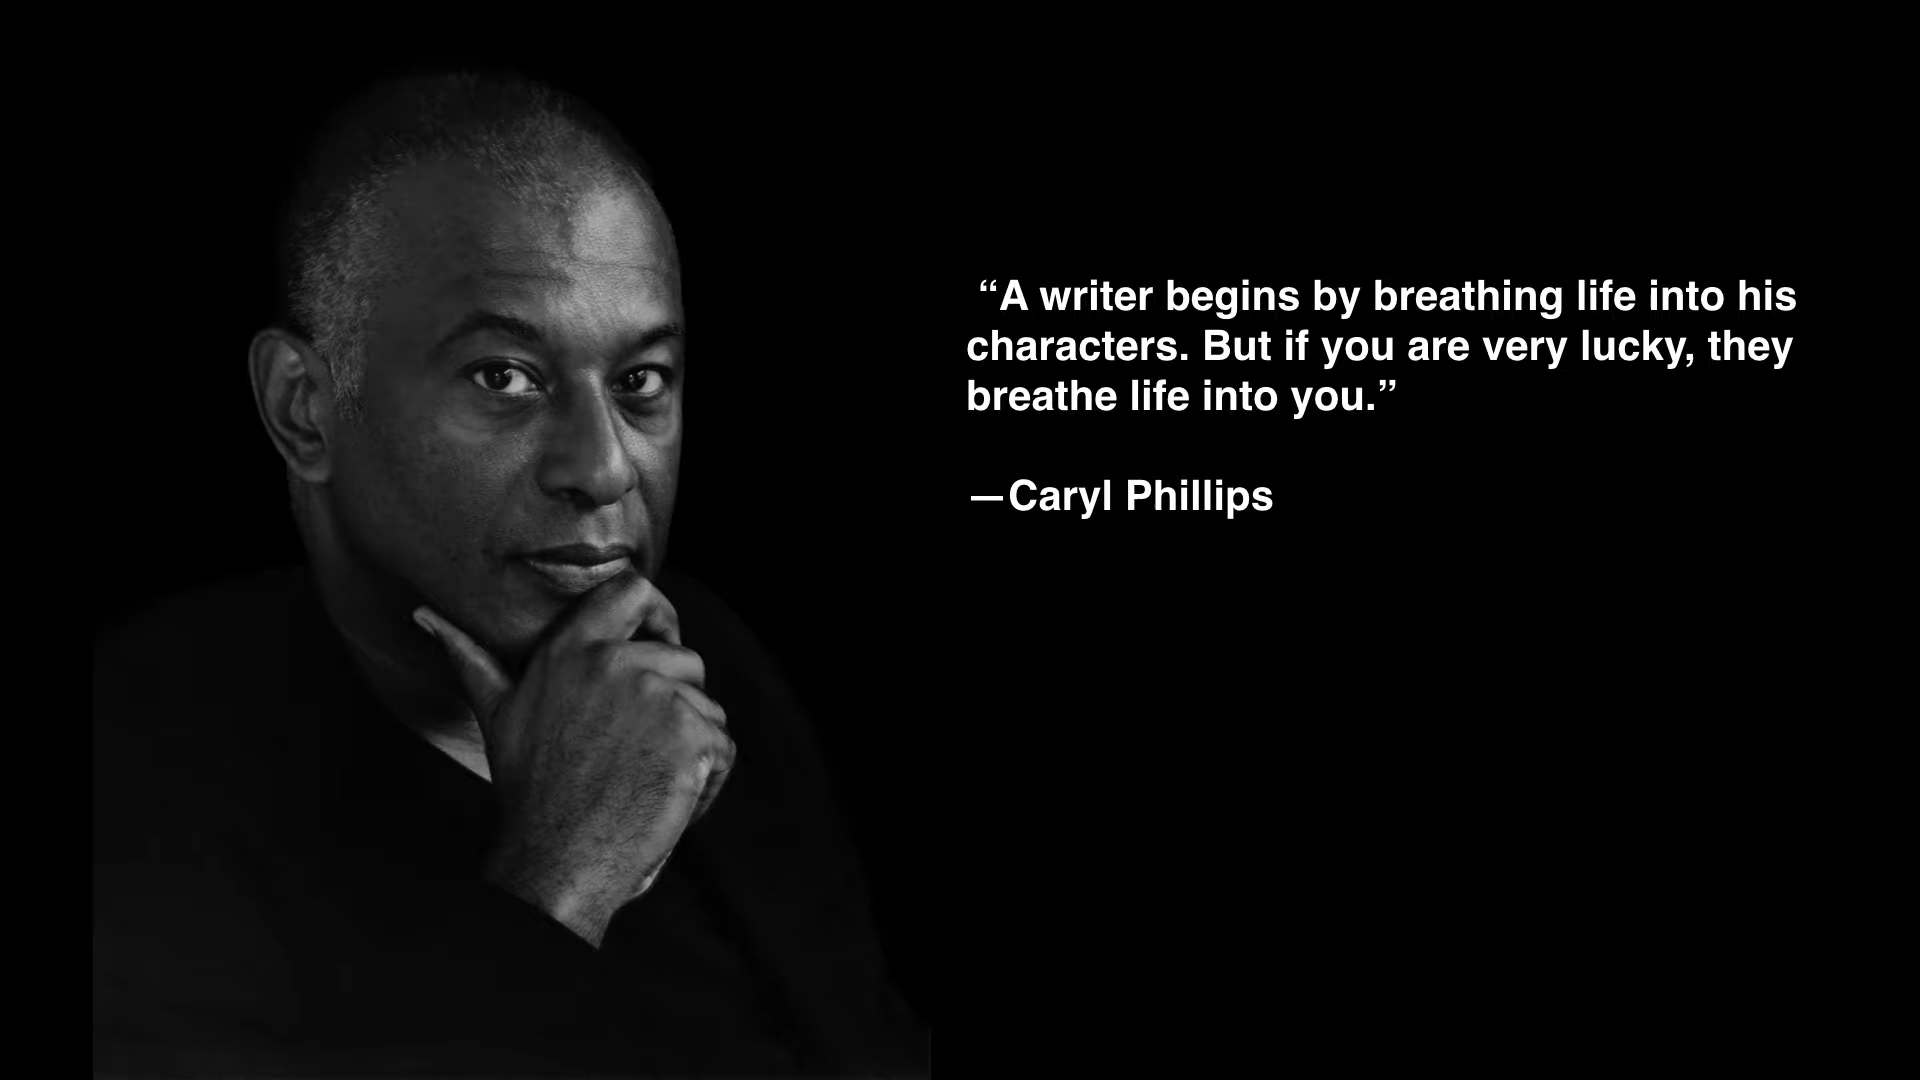 “A writer begins by breathing life into his
characters. But if you are very lucky, they
breathe life into you.”
—Caryl Phillips